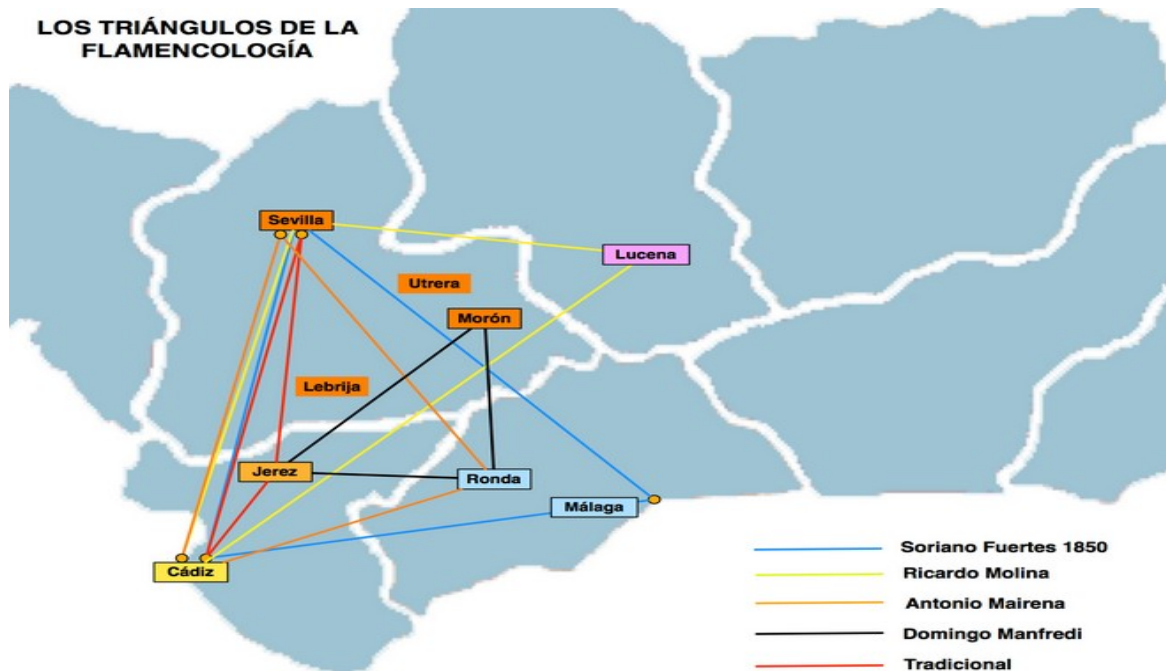 LOS TRIÁNGULOS DE LA
FLAMENCOLOGÍA
Sevilla
Lucena
Utrera
Morón
Lebrija
Jerez
Ronda
Málaga
Cádiz
Soriano Fuertes 1850
Ricardo Molina
Antonio Mairena
Domingo Manfredi
Tradicional